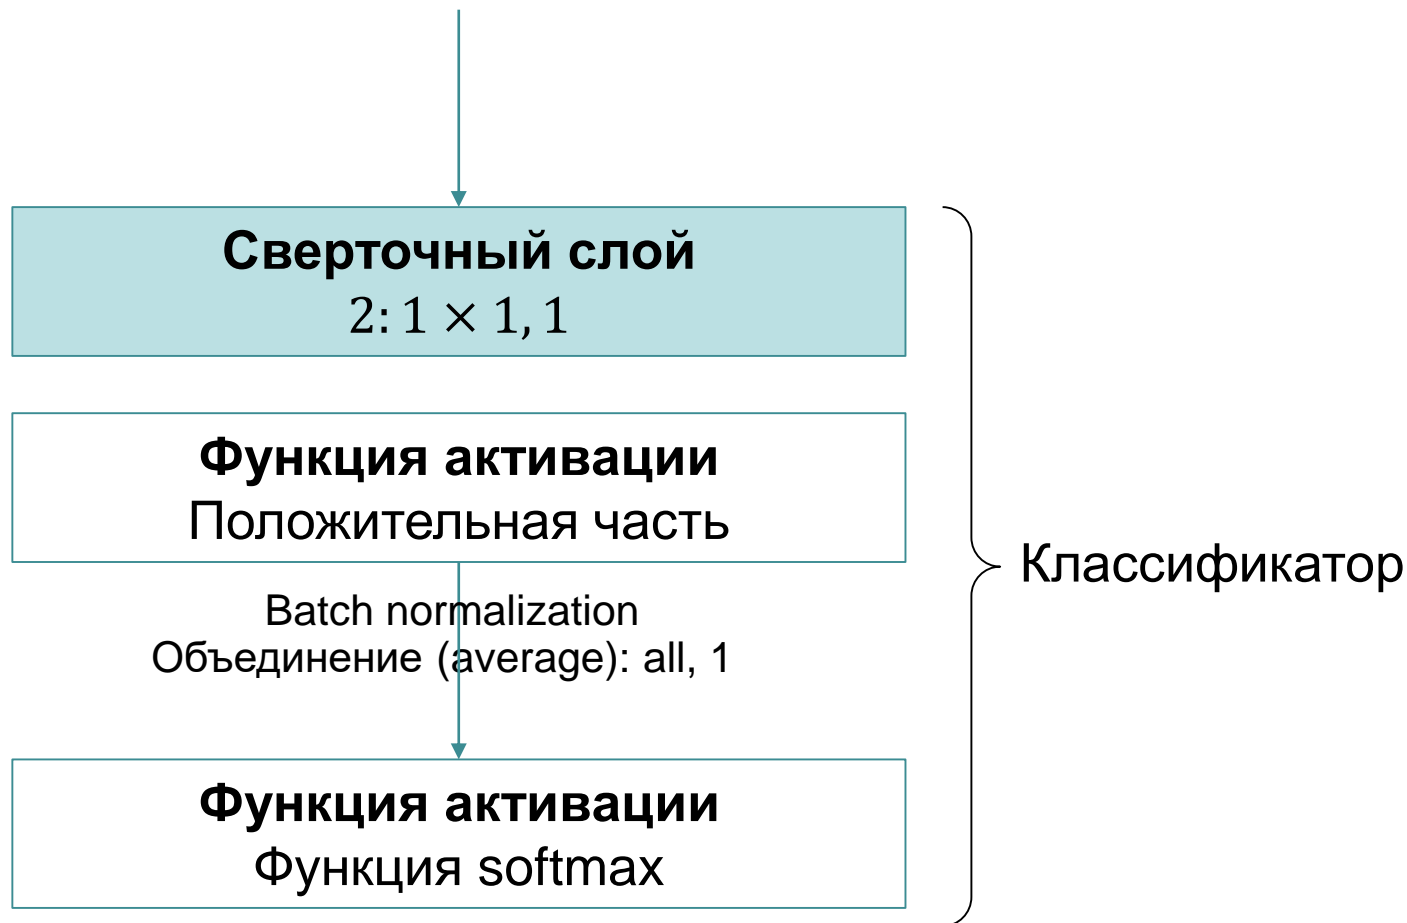 Сверточный слой
2: 1 × 1, 1
Функция активации
Положительная часть
Классификатор
Batch normalization
Объединение (average): all, 1
Функция активации
Функция softmax